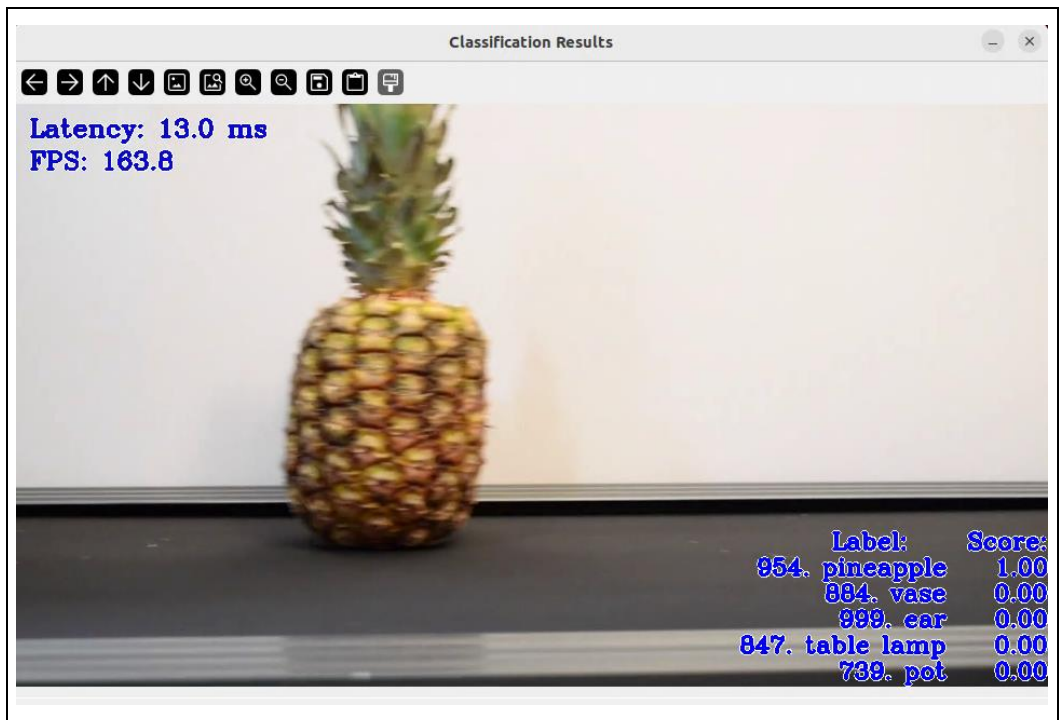 Classification Results
Latency: 13.0 ms
FPS: 163.8
Label: Score:
954. pineapple 1.00
884. vase 0.00
999. ear 0.00
847. table lamp 0.00
739. pot 0.00